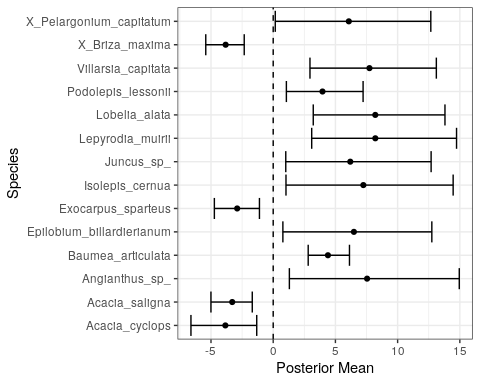 X_Pelargonium_capitatum
X_Briza_maxima
Villarsia_capitata
Podolepis_lessonii
Lobelia_alata
Lepyrodia_muirii
Juncus_sp_
Isolepis_cernua
Exocarpus_sparteus
Epilobium_billardierianum
Baumea_articulata
Angianthus_sp_
Acacia_saligna
Acacia_cyclops
Species
-5 0 5 10 15
Posterior Mean